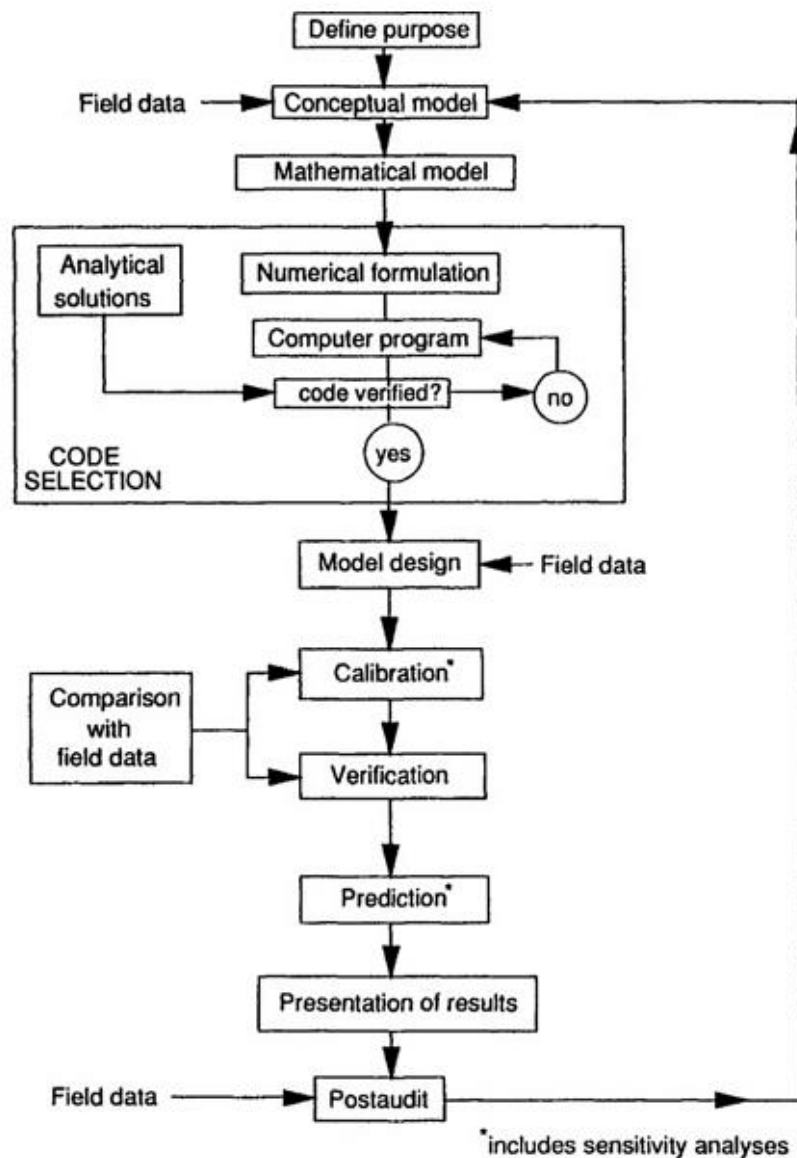 Define purpose
Field data
Conceptual model
Mathematical model
Analytical
solutions
Numerical formulation
Computer program
code verified?
no
yes
CODE
SELECTION
Model design
Field data
Calibration*
Comparison
with
field data
Verification
Prediction*
Presentation of results
Field data
Postaudit
*includes sensitivity analyses